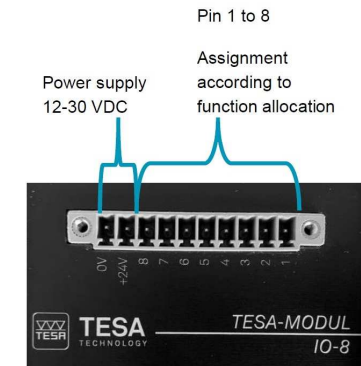 Pin 1 to 8
Assignment
according to
function allocation
Power supply
12-30 VDC
0V
+24V
8
7
6
5
4
3
2
1
TESA
TESA
TECHNOLOGY
TESA-MODUL
IO-8